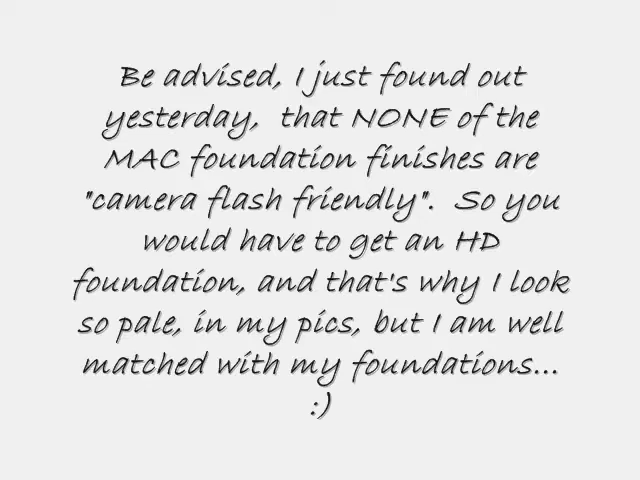 Be advised, I just found out
yesterday,  that NONE of the
MAC foundation finishes are
"camera flash friendly".  So you
would have to get an HD
foundation, and that's why I look
so pale, in my pics, but I am well
matched with my foundations...
:)